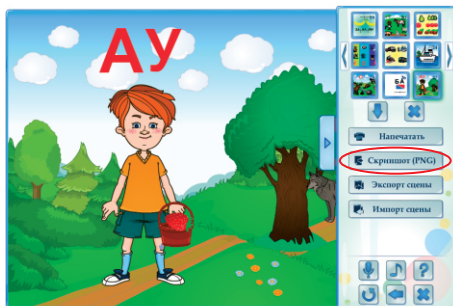 АУ
Напечатать
Скриншот (PNG)
Экспорт сцены
Импорт сцены
?